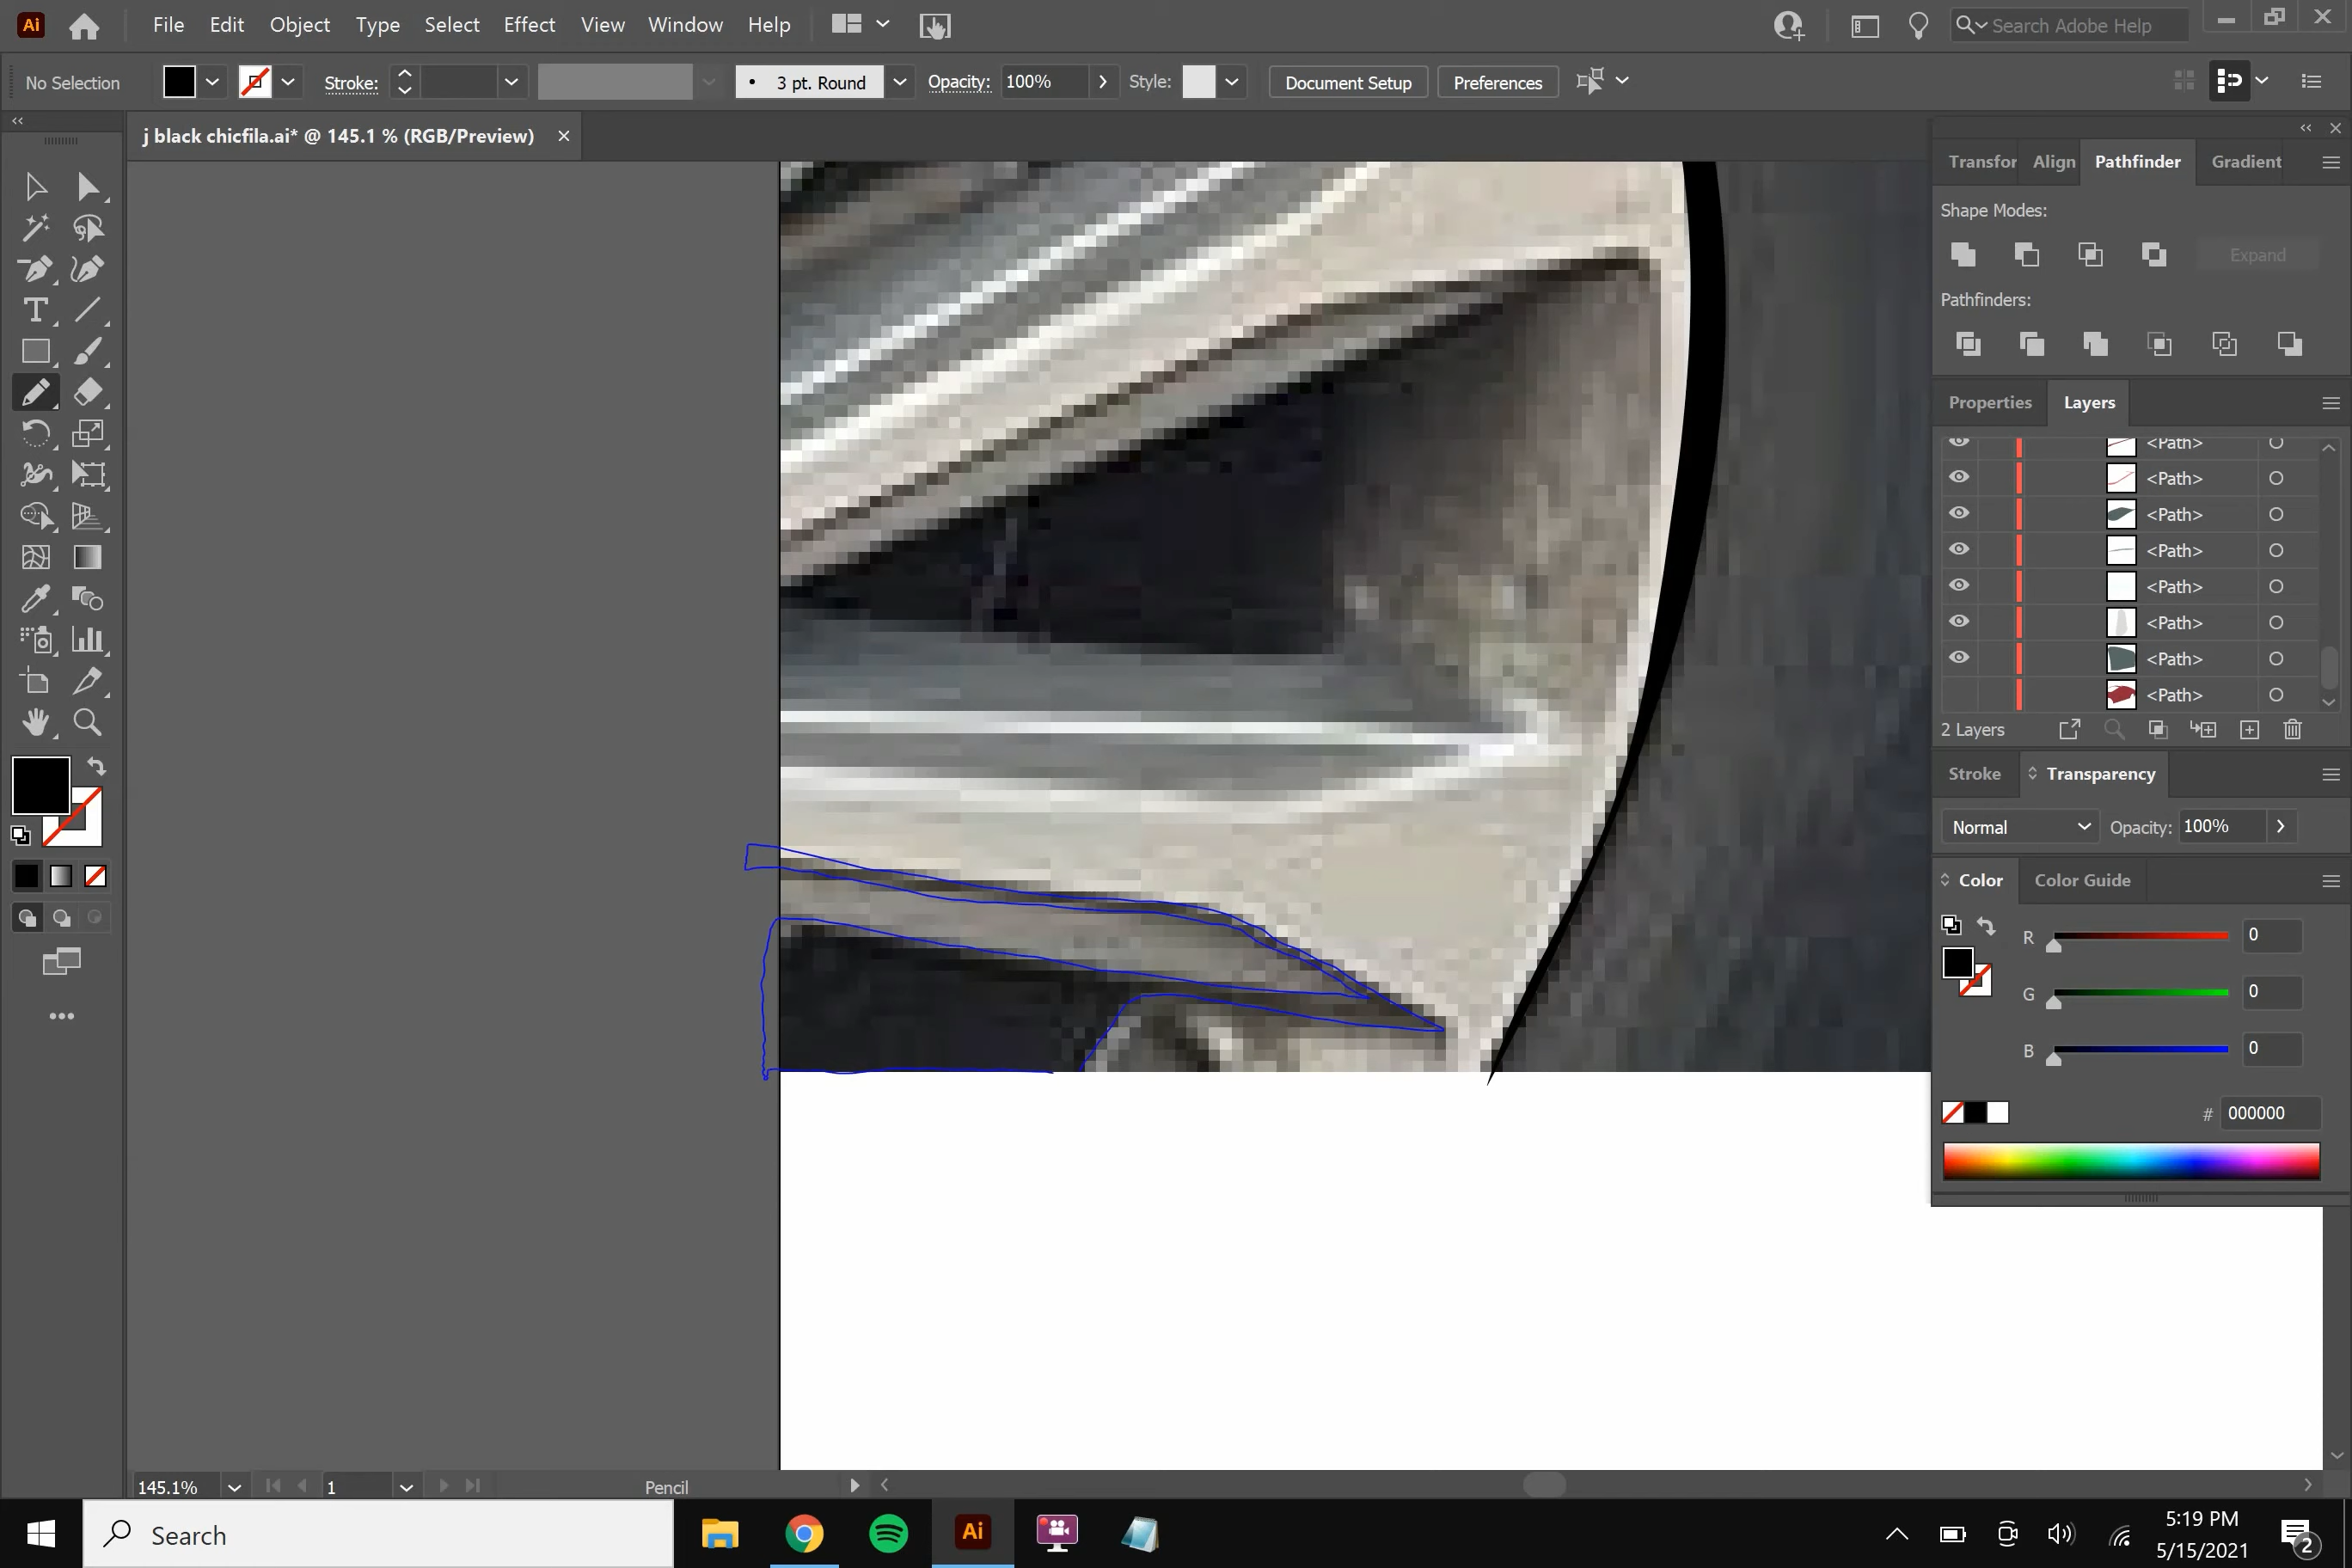 Ai File Edit Object Type Select Effect View Window Help Search Adobe Help
No Selection Stroke: 3 pt. Round Opacity: 100% Style: Document Setup Preferences
j black chicfila.ai* @ 145.1 % (RGB/Preview)
Transfor Align Pathfinder Gradient
Shape Modes:
Expand
Pathfinders:
Properties Layers
<Path>
<Path>
<Path>
<Path>
<Path>
<Path>
<Path>
<Path>
2 Layers
Stroke Transparency
Normal Opacity: 100%
Color Color Guide
R 0
G 0
B 0
# 000000
145.1% 1 Pencil
Search Ai 5:19 PM
5/15/2021 2